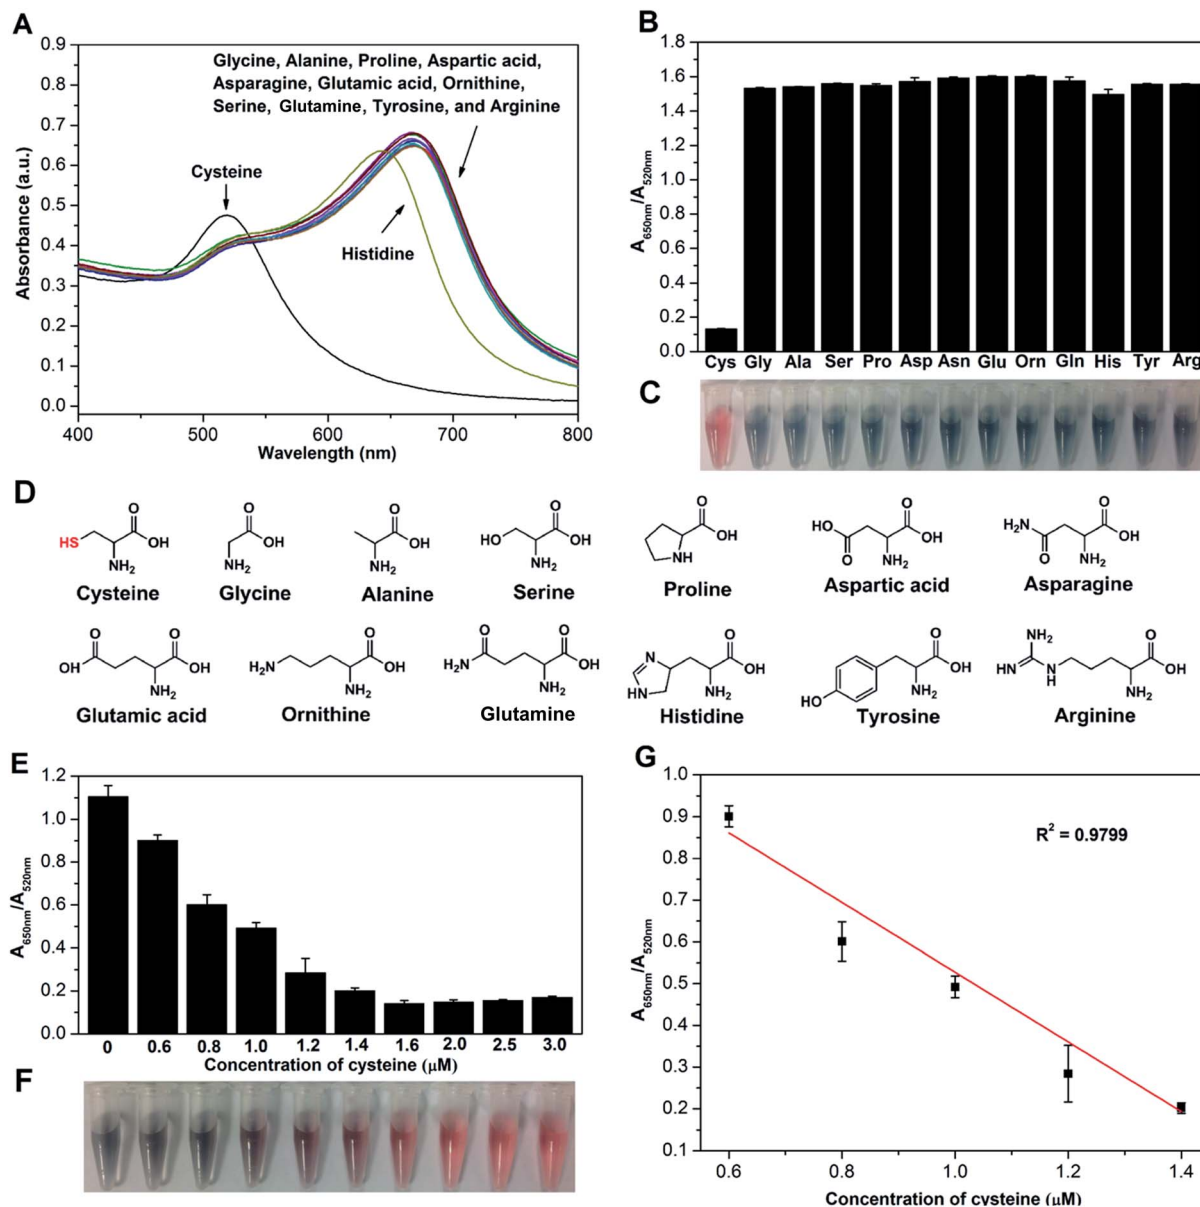 A
0.9
0.8
0.7
0.6
0.5
0.4
0.3
0.2
0.1
0.0
Absorbance (a.u.)
Glycine, Alanine, Proline, Aspartic acid,
Asparagine, Glutamic acid, Ornithine,
Serine, Glutamine, Tyrosine, and Arginine
Cysteine
Histidine
400 500 600 700 800
Wavelength (nm)
B
1.8
1.6
1.4
1.2
1.0
0.8
0.6
0.4
0.2
0.0
A650nm/A520nm
Cys Gly Ala Ser Pro Asp Asn Glu Orn Gln His Tyr Arg
C
D
HS O OH NH2
Cysteine
O OH NH2
Glycine
O OH NH2
Alanine
HO O OH NH2
Serine
O OH NH
Proline
HO O O OH NH2
Aspartic acid
H2N O O OH NH2
Asparagine
O OH O OH NH2
Glutamic acid
H2N O OH NH2
Ornithine
O H2N O OH NH2
Glutamine
N HN O OH NH2
Histidine
HO O OH NH2
Tyrosine
NH2 HN N H O OH NH2
Arginine
E
1.2
1.0
0.8
0.6
0.4
0.2
0.0
A650nm/A520nm
0 0.6 0.8 1.0 1.2 1.4 1.6 2.0 2.5 3.0
Concentration of cysteine (μM)
F
G
1.0
0.9
0.8
0.7
0.6
0.5
0.4
0.3
0.2
0.1
A650nm/A520nm
R2 = 0.9799
0.6 0.8 1.0 1.2 1.4
Concentration of cysteine (μM)